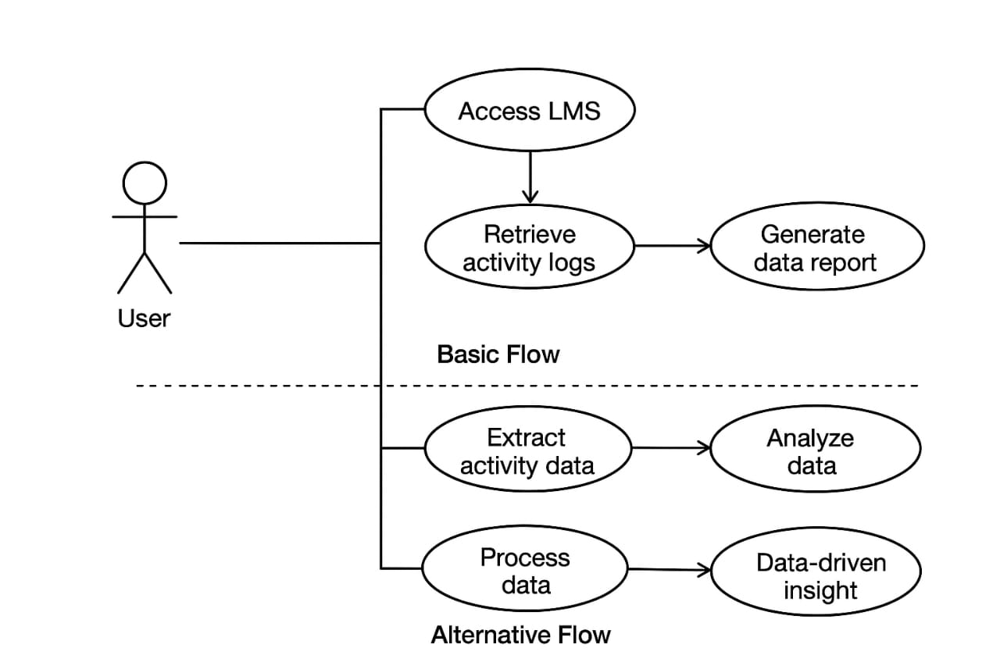 Access LMS
Retrieve
activity logs
Generate
data report
User
Basic Flow
Extract
activity data
Analyze
data
Process
data
Data-driven
insight
Alternative Flow